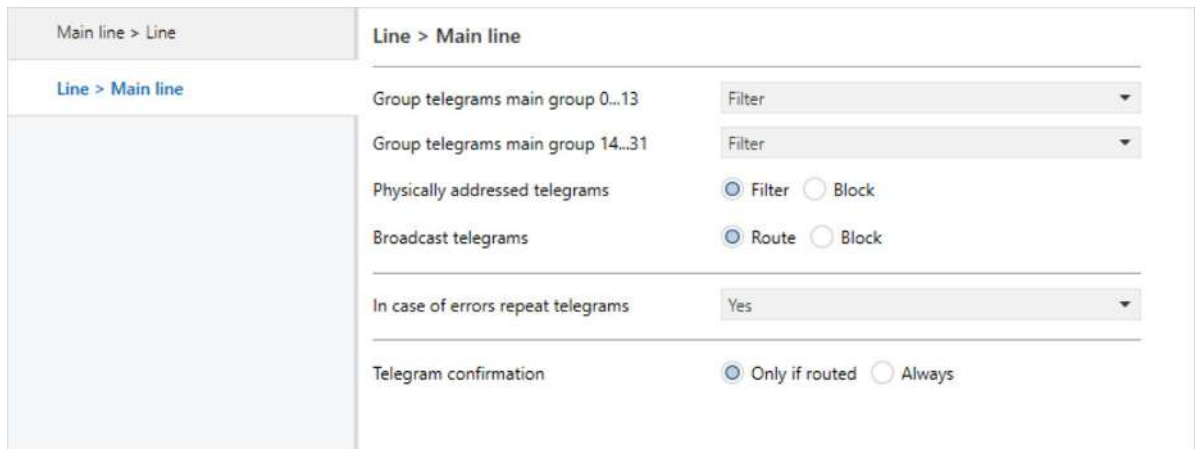 Main line > Line
Line > Main line
Line > Main line
Group telegrams main group 0...13 Filter
Group telegrams main group 14...31 Filter
Physically addressed telegrams Filter Block
Broadcast telegrams Route Block
In case of errors repeat telegrams Yes
Telegram confirmation Only if routed Always